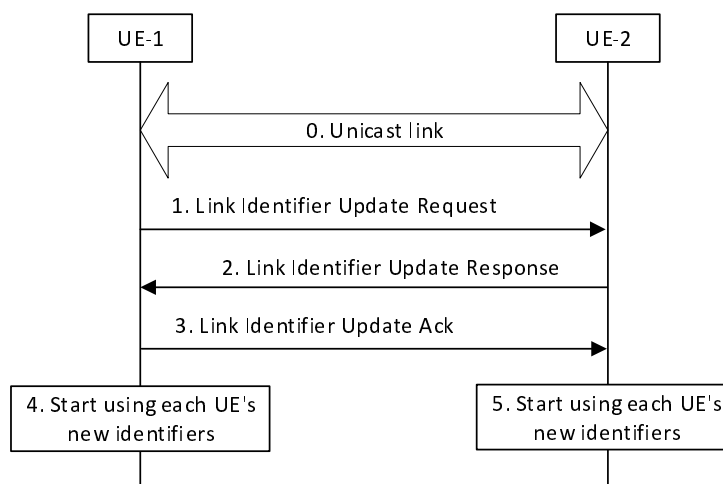 UE-1
UE-2
0. Unicast link
1. Link Identifier Update Request
2. Link Identifier Update Response
3. Link Identifier Update Ack
4. Start using each UE's
new identifiers
5. Start using each UE's
new identifiers